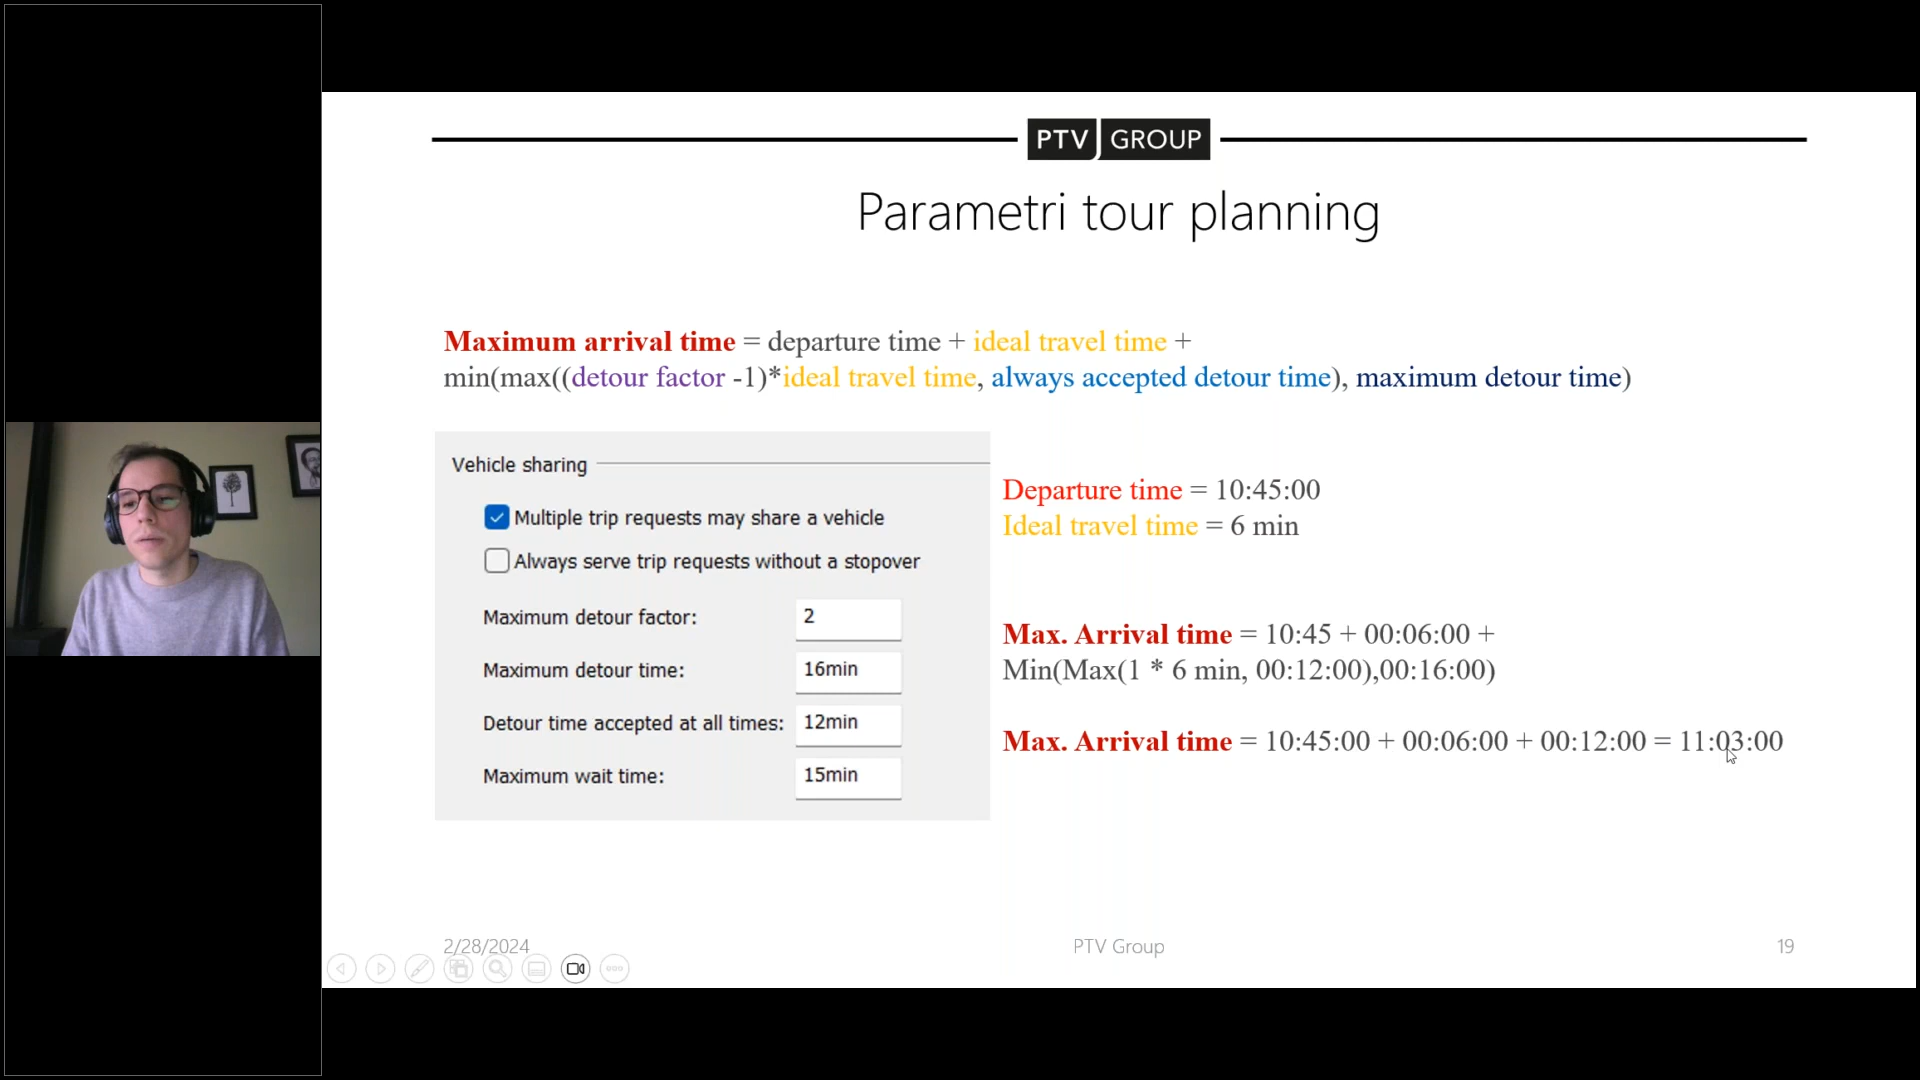 PTV GROUP
Parametri tour planning
Maximum arrival time = departure time + ideal travel time +
min(max((detour factor -1)*ideal travel time, always accepted detour time), maximum detour time)
Vehicle sharing
Multiple trip requests may share a vehicle
Always serve trip requests without a stopover
Maximum detour factor: 2
Maximum detour time: 16min
Detour time accepted at all times: 12min
Maximum wait time: 15min
Departure time = 10:45:00
Ideal travel time = 6 min
Max. Arrival time = 10:45 + 00:06:00 +
Min(Max(1 * 6 min, 00:12:00),00:16:00)
Max. Arrival time = 10:45:00 + 00:06:00 + 00:12:00 = 11:03:00
2/28/2024
PTV Group
19